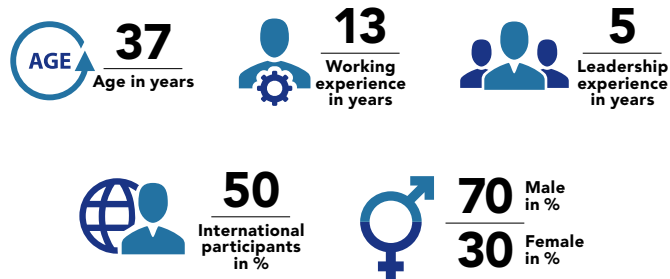 AGE
37
Age in years
13
Working
experience
in years
5
Leadership
experience
in years
50
International
participants
in %
70 Male
in %
30 Female
in %